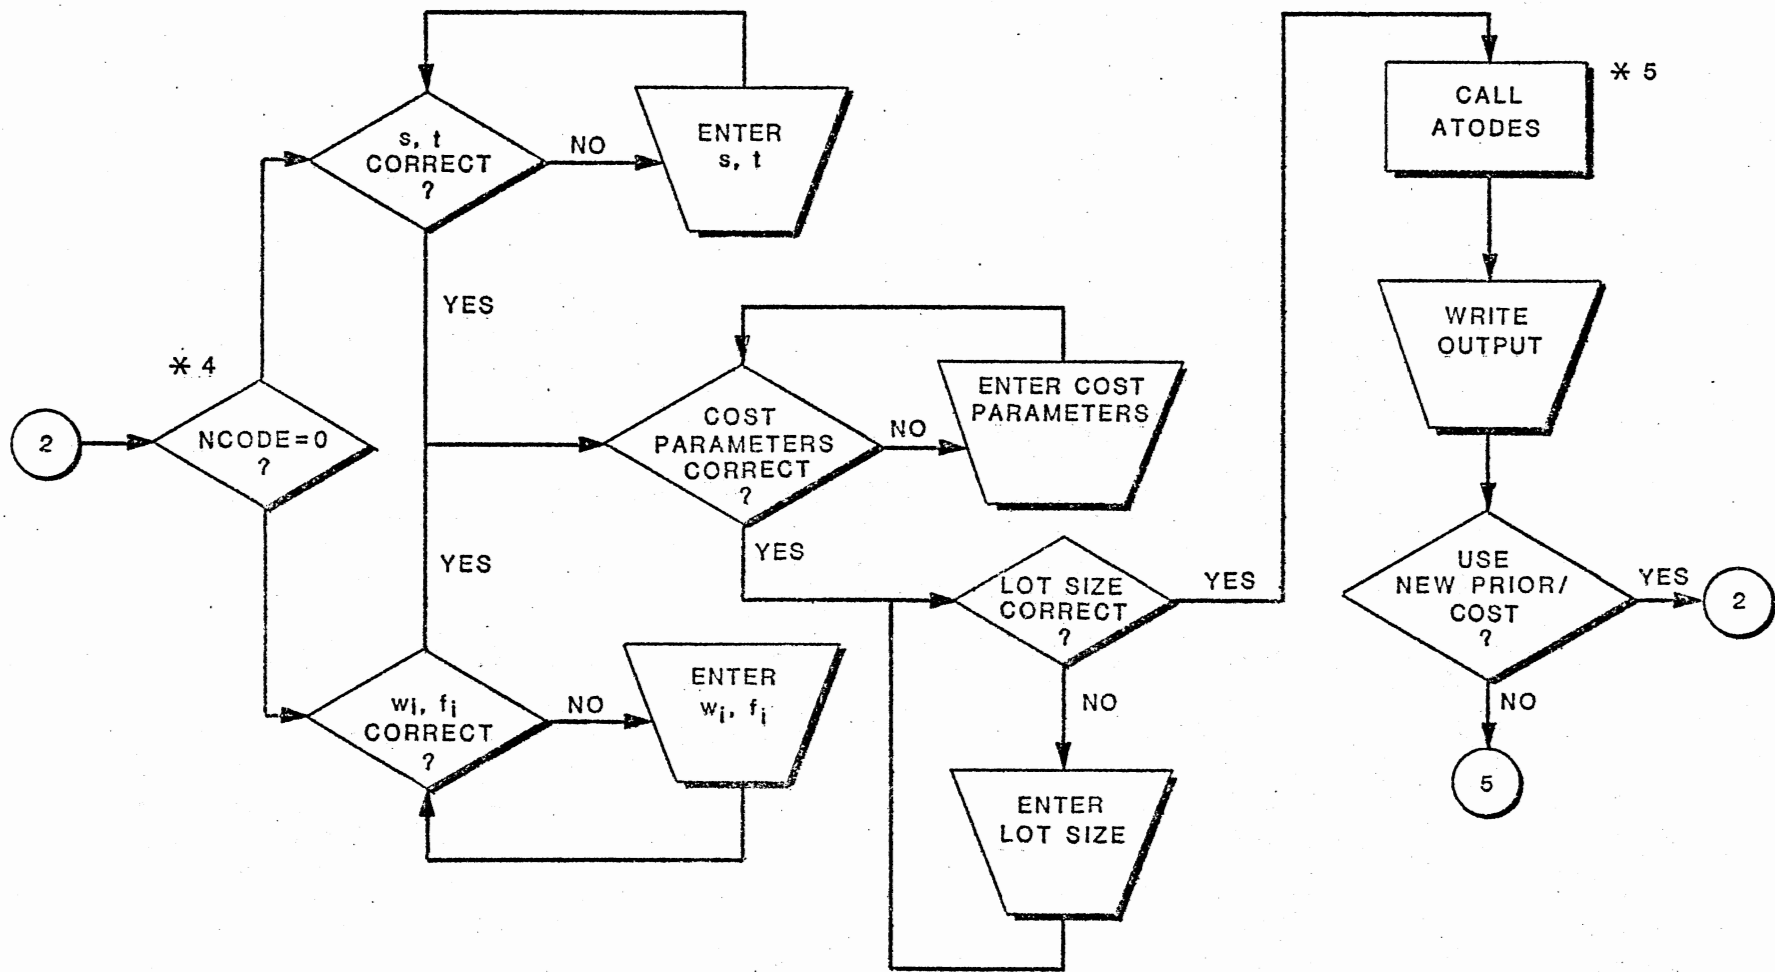 2
* 4
NCODE=0
?
s, t
CORRECT
?
NO
ENTER
s, t
YES
YES
wi, fi
CORRECT
?
NO
ENTER
wi, fi
COST
PARAMETERS
CORRECT
?
NO
ENTER COST
PARAMETERS
YES
LOT SIZE
CORRECT
?
YES
NO
ENTER
LOT SIZE
CALL
ATODES
* 5
WRITE
OUTPUT
USE
NEW PRIOR/
COST
?
YES
2
NO
5